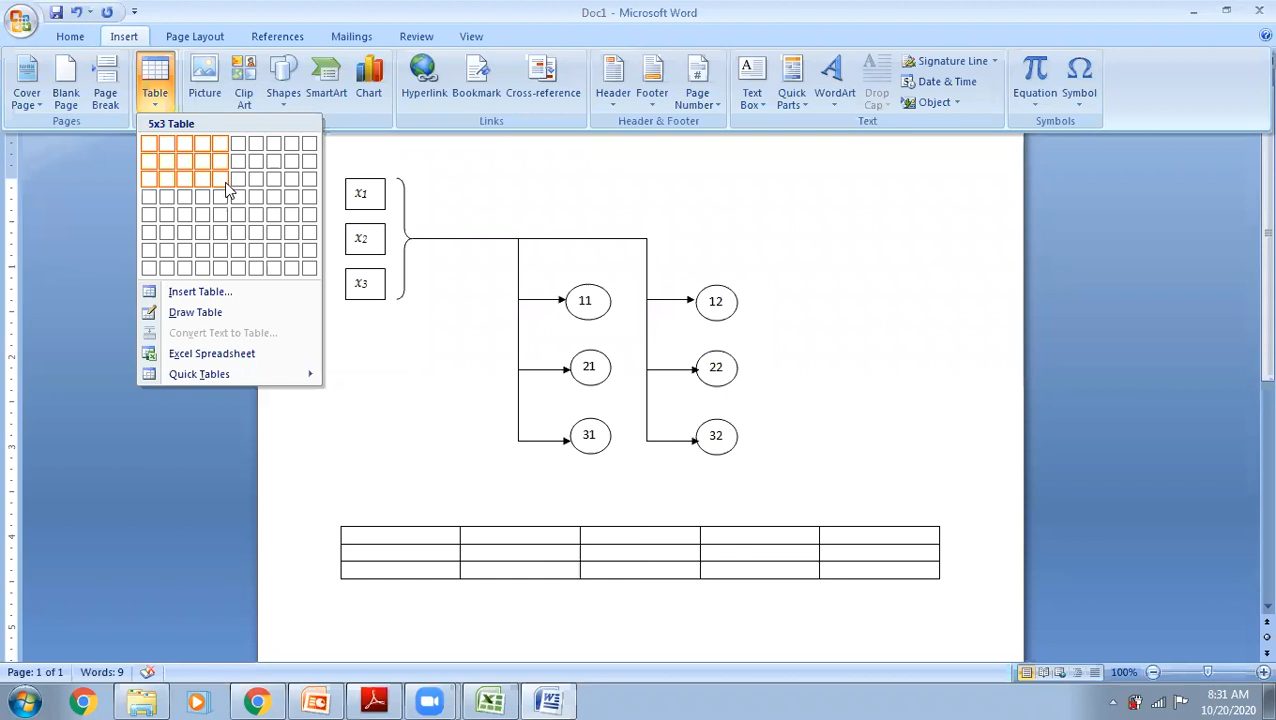 Doc1 - Microsoft Word
Home Insert Page Layout References Mailings Review View
Cover Page Blank Page Page Break Table Picture Clip Art Shapes SmartArt Chart Hyperlink Bookmark Cross-reference Header Footer Page Number Text Box Quick Parts WordArt Drop Cap Signature Line Date & Time Object Equation Symbol
Pages Links Header & Footer Text Symbols
5x3 Table
Insert Table...
Draw Table
Convert Text to Table...
Excel Spreadsheet
Quick Tables
x1
x2
x3
11 12
21 22
31 32
2
3
4
5
Page: 1 of 1 Words: 9 100%
8:31 AM
10/20/2020